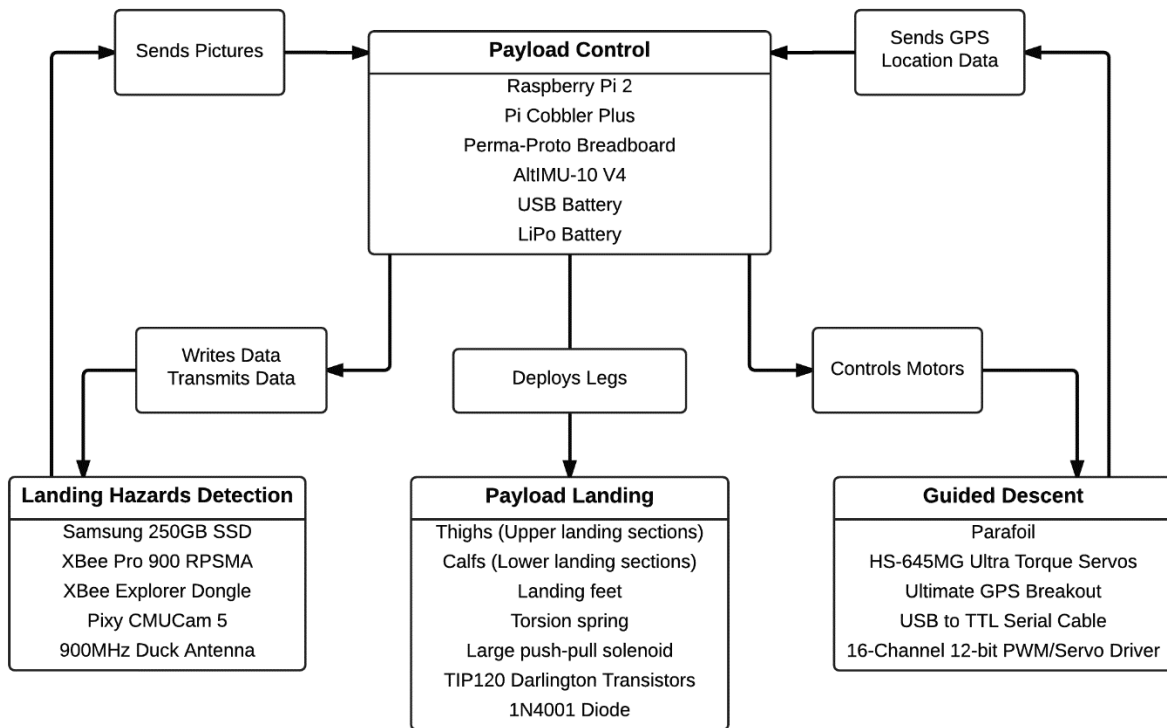 Sends Pictures
Payload Control
Raspberry Pi 2
Pi Cobbler Plus
Perma-Proto Breadboard
AltIMU-10 V4
USB Battery
LiPo Battery
Sends GPS
Location Data
Writes Data
Transmits Data
Deploys Legs
Controls Motors
Landing Hazards Detection
Samsung 250GB SSD
XBee Pro 900 RPSMA
XBee Explorer Dongle
Pixy CMUCam 5
900MHz Duck Antenna
Payload Landing
Thighs (Upper landing sections)
Calfs (Lower landing sections)
Landing feet
Torsion spring
Large push-pull solenoid
TIP120 Darlington Transistors
1N4001 Diode
Guided Descent
Parafoil
HS-645MG Ultra Torque Servos
Ultimate GPS Breakout
USB to TTL Serial Cable
16-Channel 12-bit PWM/Servo Driver